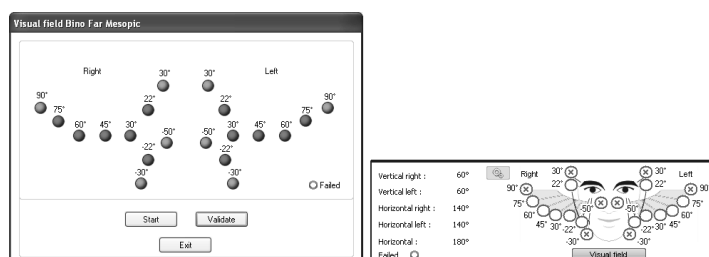 Visual field Bino Far Mesopic
Right 30° 30° Left
90° 75° 22° 22° 75° 90°
60° 45° 30° -50° -50° 30° 45° 60°
-22° -22°
-30° -30°
Failed
Start Validate
Exit
Vertical right : 60°
Vertical left : 60°
Horizontal right : 140°
Horizontal left : 140°
Horizontal : 180°
Failed
Right 30° 30° Left
90° 22° 22° 90
75° -50° -50° 75°
60° 60°
45° 30° -22° -22° 30° 45°
-30° -30°
Visual field